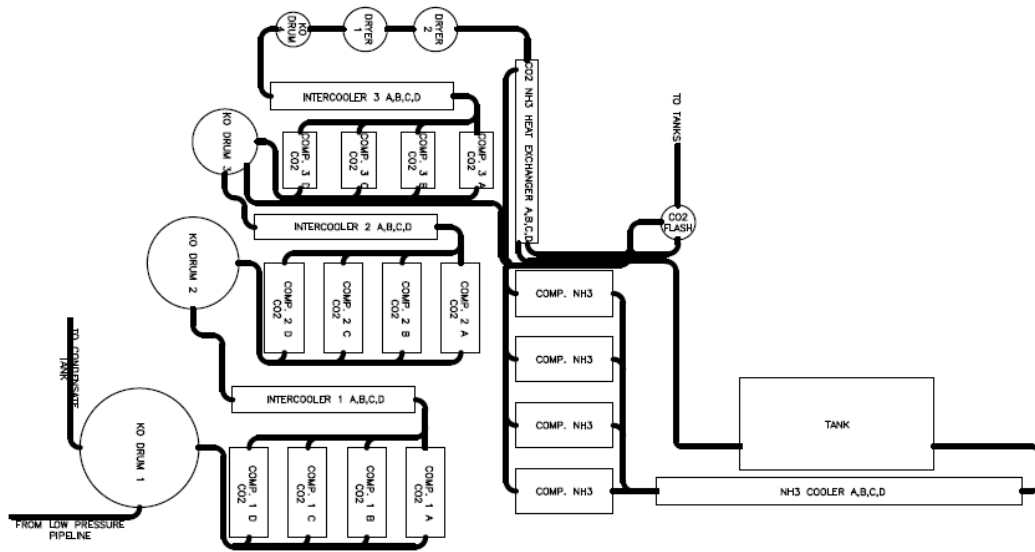 KO
DRUM
4
DRYER
1
DRYER
2
INTERCOOLER 3 A,B,C,D
KO DRUM 3
COMP. 3 D
CO2
COMP. 3 C
CO2
COMP. 3 B
CO2
COMP. 3 A
CO2
CO2 NH3 HEAT EXCHANGER A,B,C,D
TO TANKS
CO2
FLASH
INTERCOOLER 2 A,B,C,D
KO DRUM 2
COMP. 2 D
CO2
COMP. 2 C
CO2
COMP. 2 B
CO2
COMP. 2 A
CO2
COMP. NH3
COMP. NH3
COMP. NH3
COMP. NH3
TO CONDENSATE
TANK
INTERCOOLER 1 A,B,C,D
KO DRUM 1
COMP. 1 D
CO2
COMP. 1 C
CO2
COMP. 1 B
CO2
COMP. 1 A
CO2
TANK
NH3 COOLER A,B,C,D
FROM LOW PRESSURE
PIPELINE